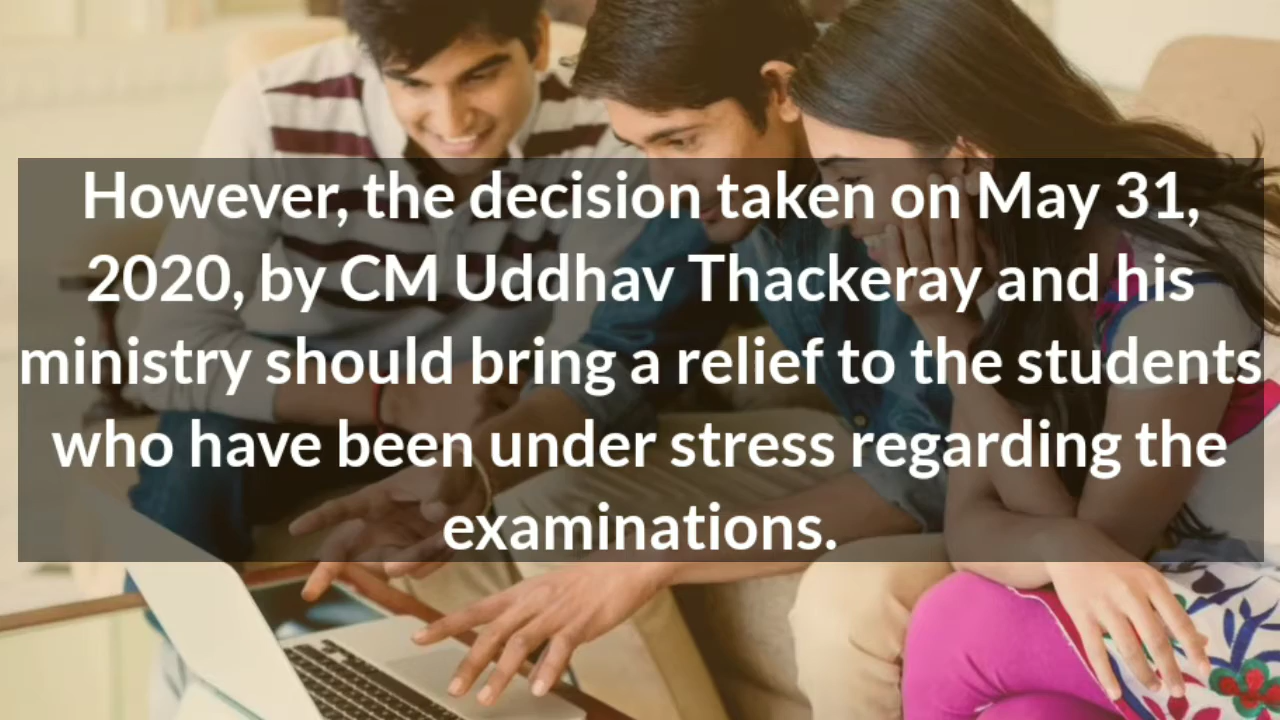 However, the decision taken on May 31,
2020, by CM Uddhav Thackeray and his
ministry should bring a relief to the students
who have been under stress regarding the
examinations.